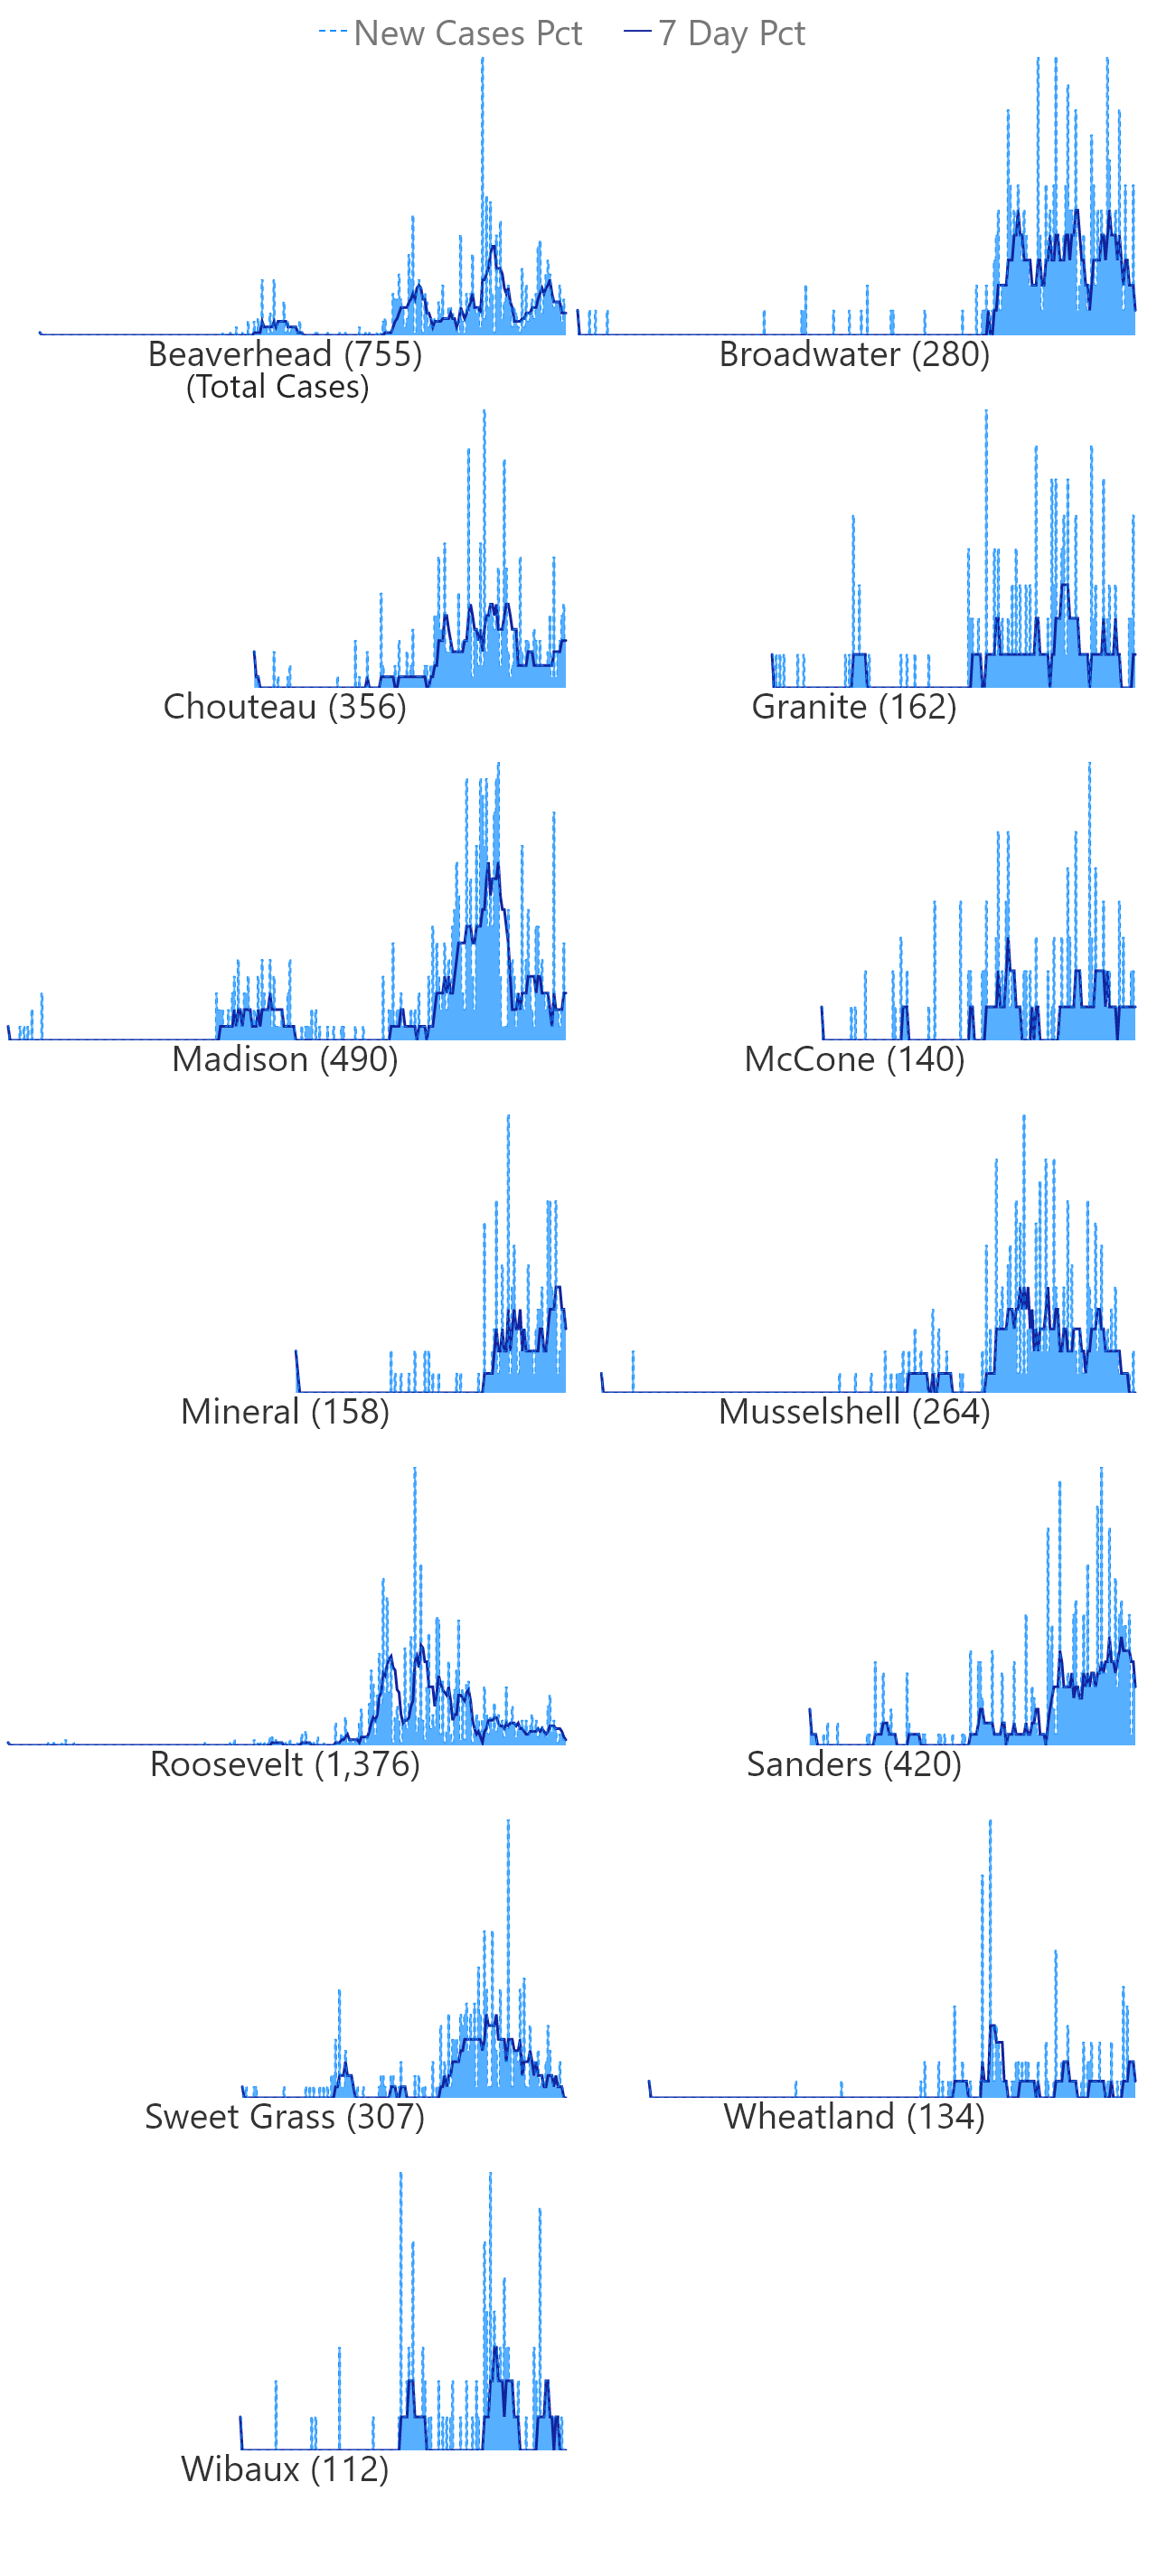 New Cases Pct 7 Day Pct
Beaverhead (755) Broadwater (280)
(Total Cases)
Chouteau (356) Granite (162)
Madison (490) McCone (140)
Mineral (158) Musselshell (264)
Roosevelt (1,376) Sanders (420)
Sweet Grass (307) Wheatland (134)
Wibaux (112)